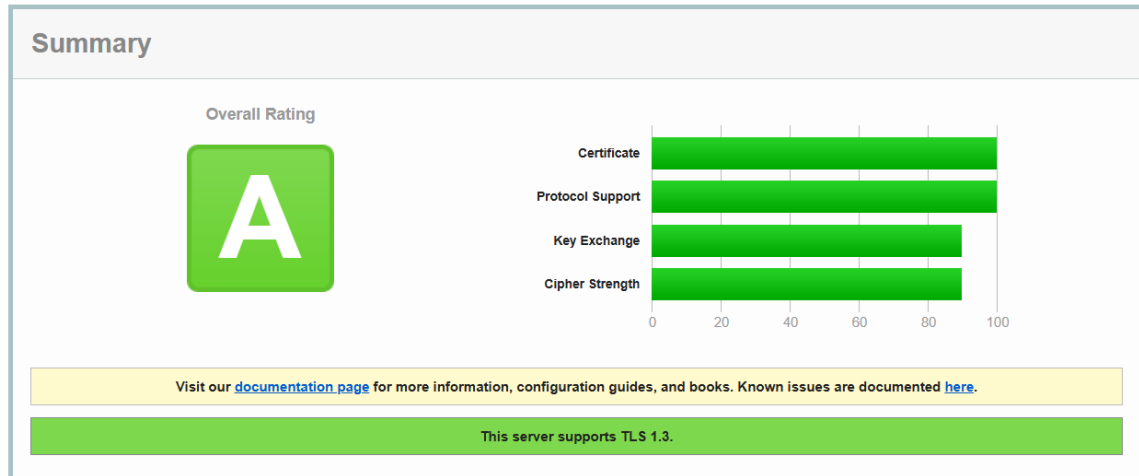 Summary
Overall Rating
A
Certificate
Protocol Support
Key Exchange
Cipher Strength
0 20 40 60 80 100
Visit our documentation page for more information, configuration guides, and books. Known issues are documented here.
This server supports TLS 1.3.